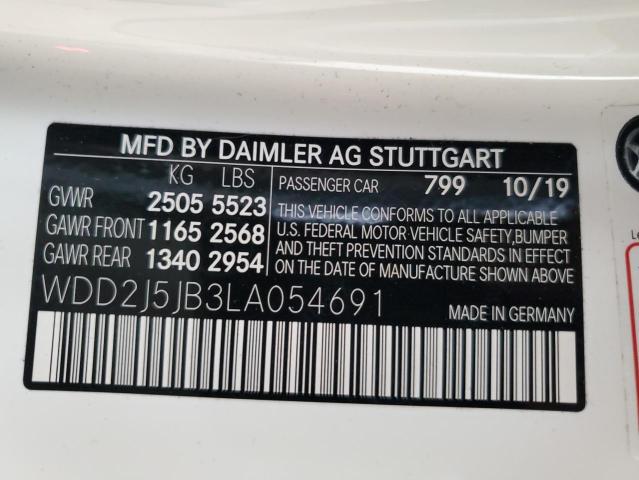 MFD BY DAIMLER AG STUTTGART
KG LBS
GWR 2505 5523
GAWR FRONT 1165 2568
GAWR REAR 1340 2954
PASSENGER CAR 799 10/19
THIS VEHICLE CONFORMS TO ALL APPLICABLE
U.S. FEDERAL MOTOR VEHICLE SAFETY,BUMPER
AND THEFT PREVENTION STANDARDS IN EFFECT
ON THE DATE OF MANUFACTURE SHOWN ABOVE
WDD2J5JB3LA054691
MADE IN GERMANY